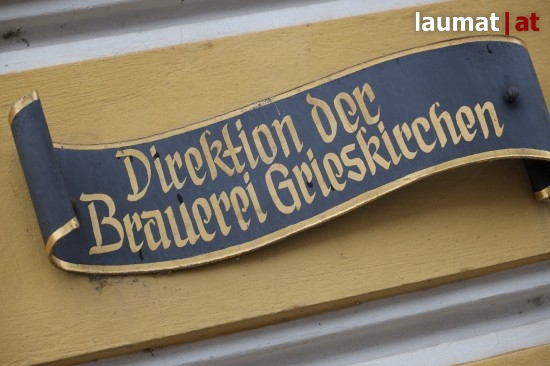 laumat|at
Direktion der
Brauerei Grieskirchen